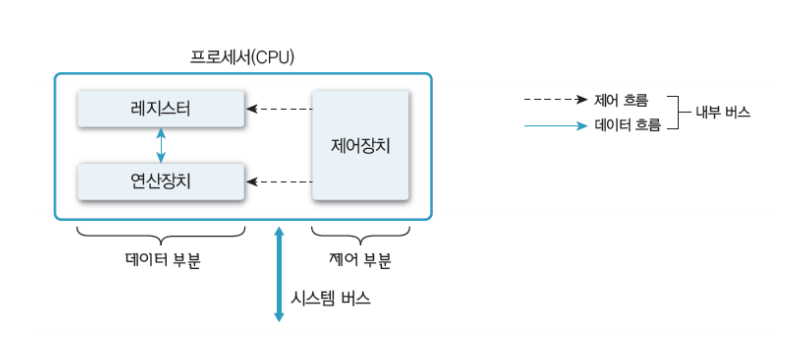 프로세서(CPU)
레지스터
연산장치
제어장치
데이터 부분
제어 부분
시스템 버스
제어 흐름
데이터 흐름
내부 버스